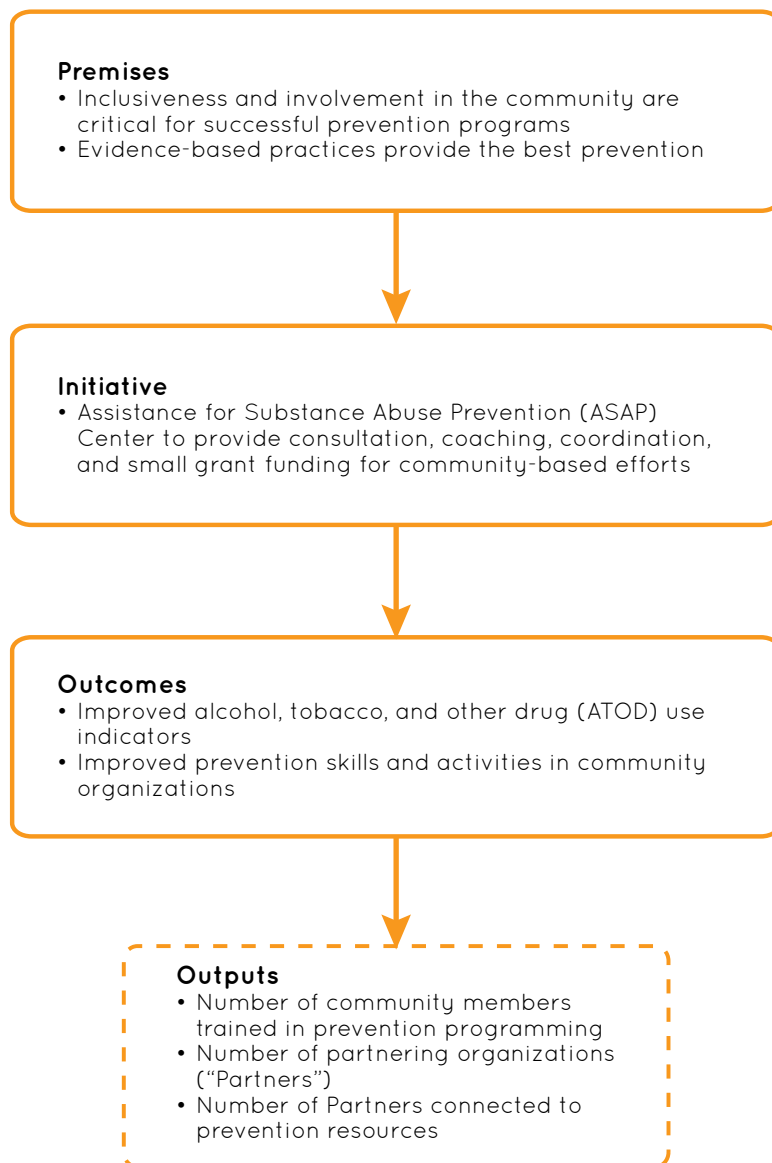 Premises
• Inclusiveness and involvement in the community are
critical for successful prevention programs
• Evidence-based practices provide the best prevention
Initiative
• Assistance for Substance Abuse Prevention (ASAP)
Center to provide consultation, coaching, coordination,
and small grant funding for community-based efforts
Outcomes
• Improved alcohol, tobacco, and other drug (ATOD) use
indicators
• Improved prevention skills and activities in community
organizations
Outputs
• Number of community members
trained in prevention programming
• Number of partnering organizations
(“Partners”)
• Number of Partners connected to
prevention resources